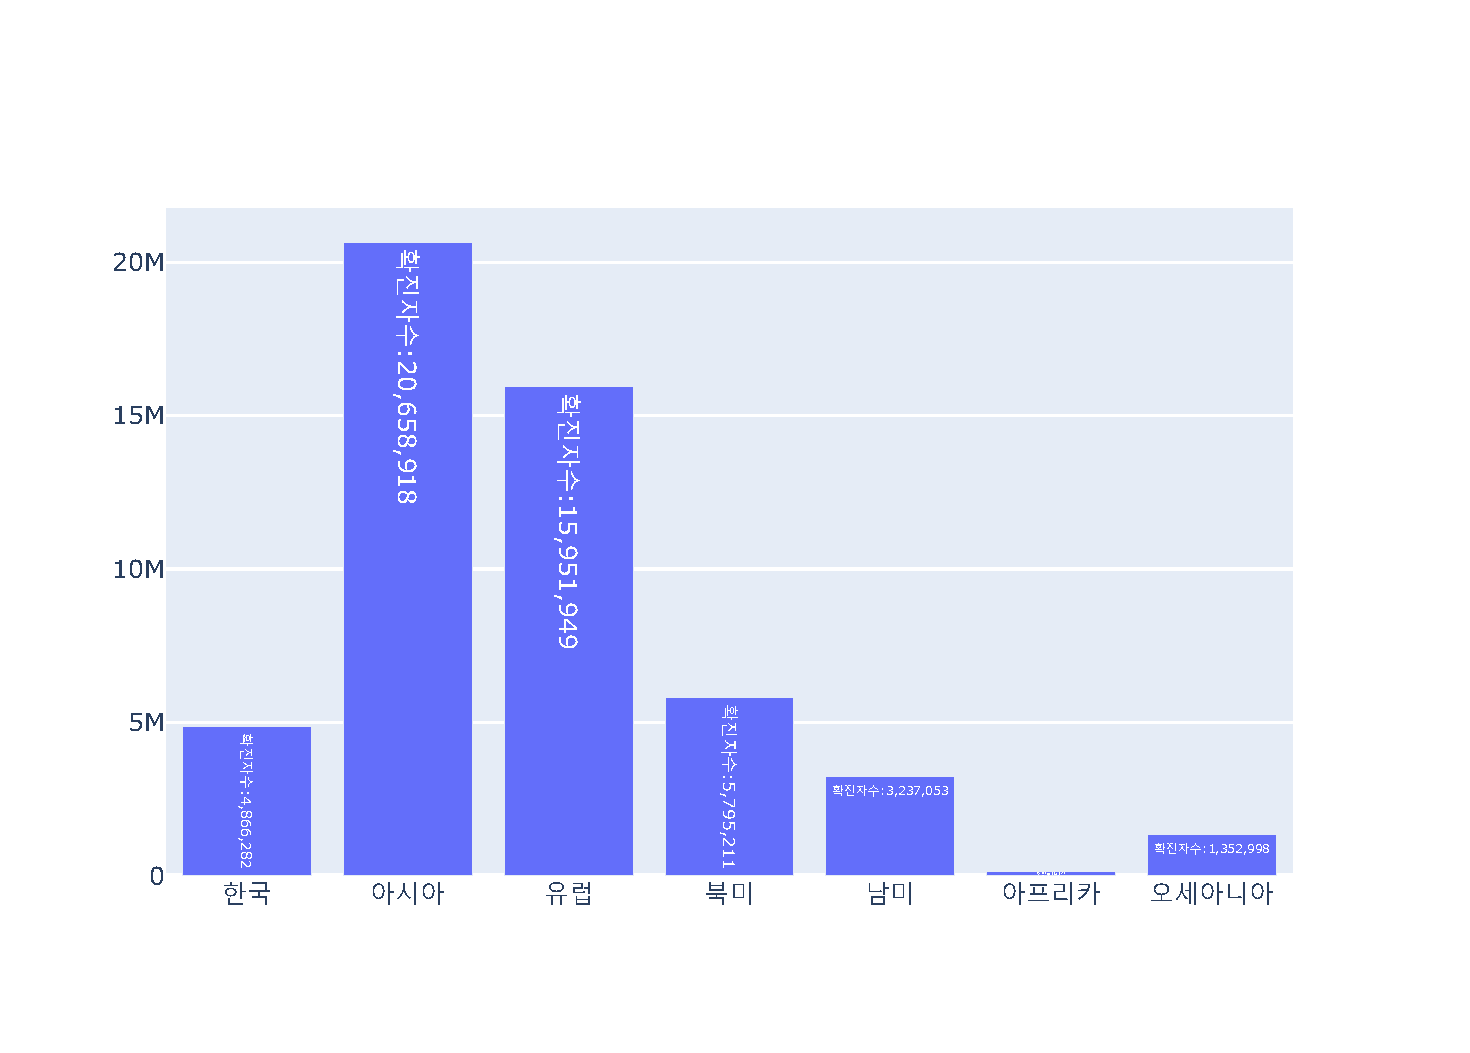 20M
15M
10M
5M
0
확진자수:4,866,282
확진자수:20,658,918
확진자수:15,951,949
확진자수:5,795,211
확진자수:3,237,053
확진자수:1,352,998
한국
아시아
유럽
북미
남미
아프리카
오세아니아